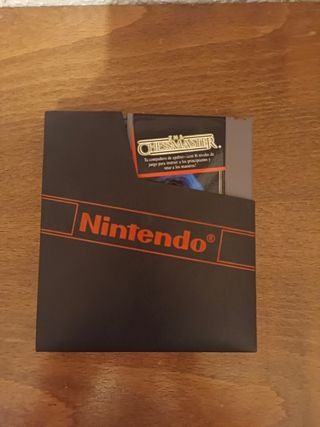 THE
CHESSMASTER.
Tu compañero de ajedrez—¡con 16 niveles de
juego para instruir a los principiantes y
retar a los maestros!
Nintendo®